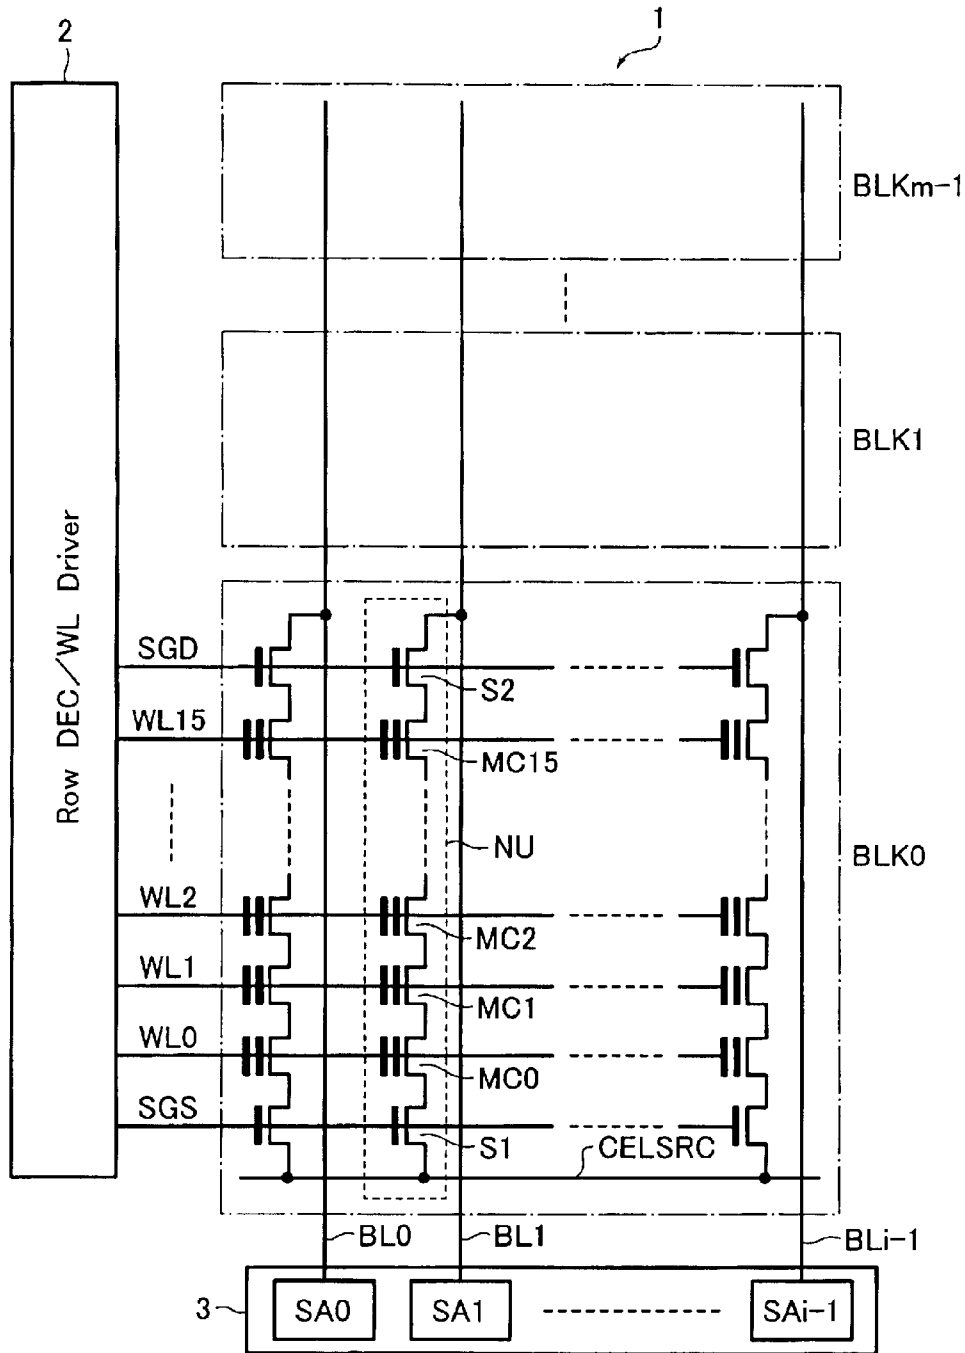 2
1
BLKm-1
BLK1
Row DEC/WL Driver
SGD
S2
WL15
MC15
NU
BLK0
WL2
MC2
WL1
MC1
WL0
MC0
SGS
S1
CELSRC
BL0
BL1
BLi-1
3
SA0
SA1
SAi-1